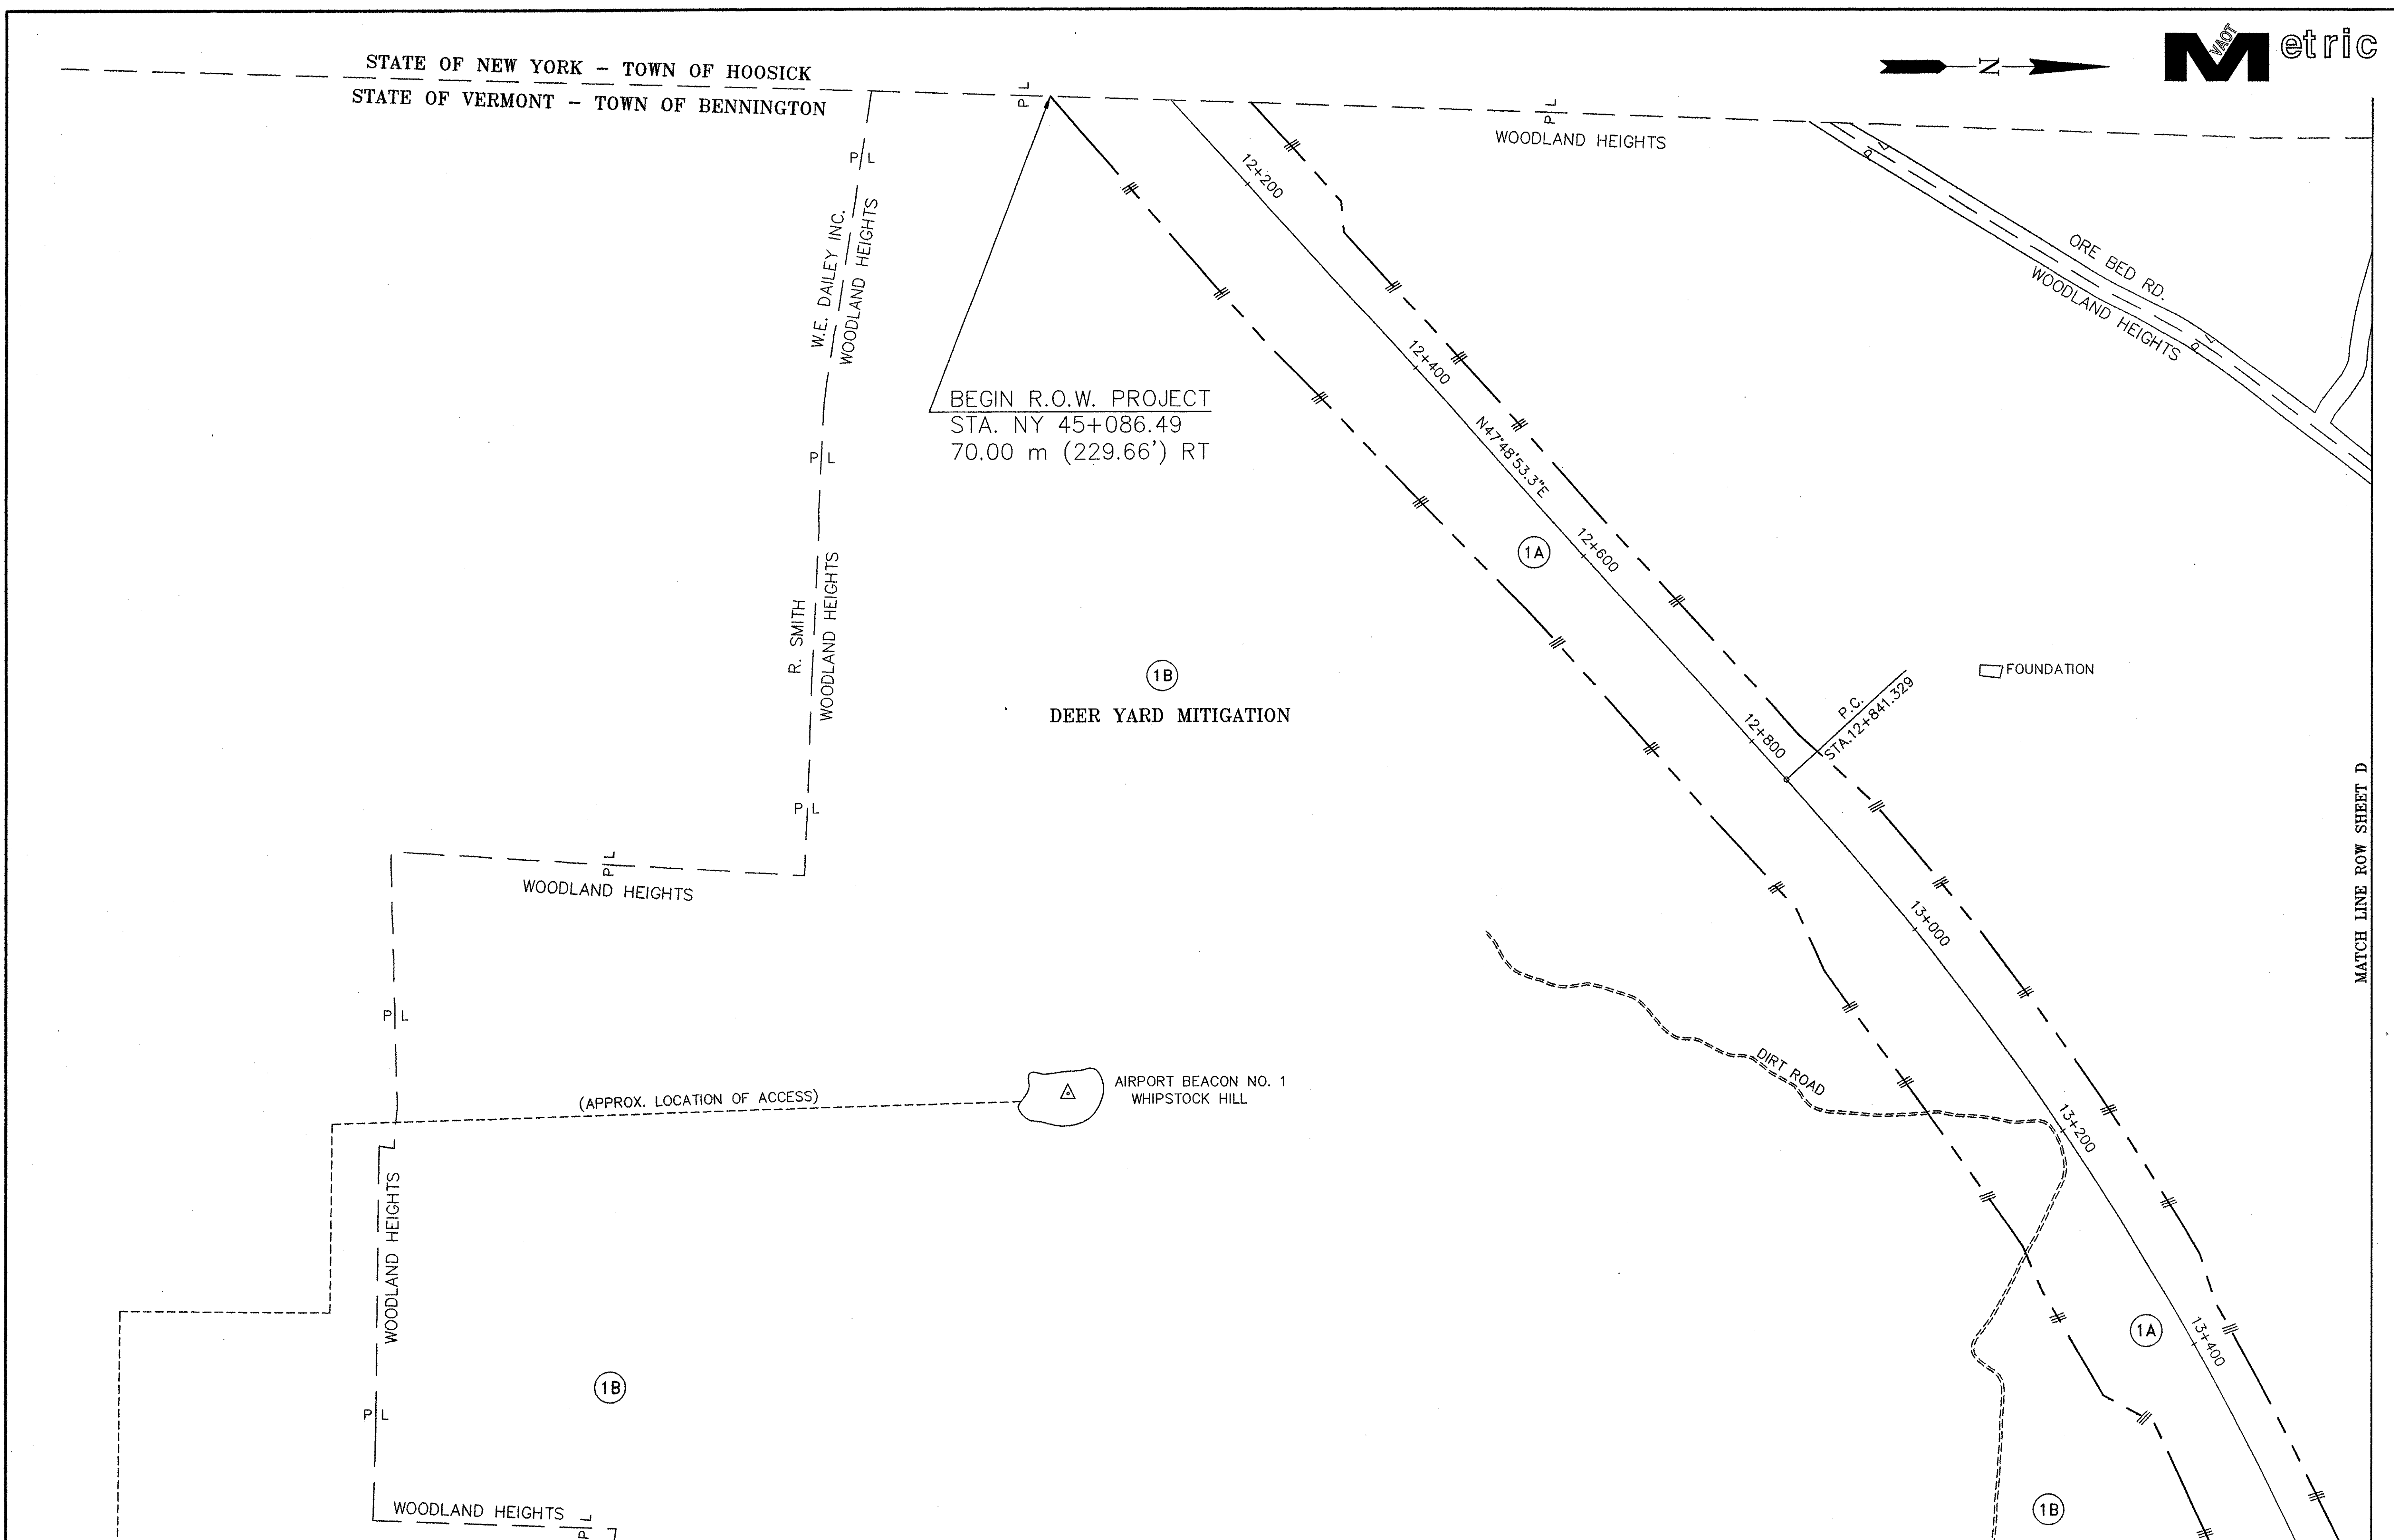 STATE OF NEW YORK - TOWN OF HOOSICK
STATE OF VERMONT - TOWN OF BENNINGTON
N
VAOT
Metric
P L
P L
WOODLAND HEIGHTS
P L
W.E. DAILEY INC.
WOODLAND HEIGHTS
P L
ORE BED RD.
WOODLAND HEIGHTS
P L
12+200
12+400
BEGIN R.O.W. PROJECT
STA. NY 45+086.49
70.00 m (229.66') RT
N47°48'53.3"E
P L
1A
12+600
R. SMITH
WOODLAND HEIGHTS
1B
DEER YARD MITIGATION
FOUNDATION
P.C.
STA.12+841.329
12+800
P L
MATCH LINE ROW SHEET D
P L
WOODLAND HEIGHTS
13+000
P L
DIRT ROAD
(APPROX. LOCATION OF ACCESS)
AIRPORT BEACON NO. 1
WHIPSTOCK HILL
13+200
WOODLAND HEIGHTS
1A
13+400
1B
P L
WOODLAND HEIGHTS
P L
1B